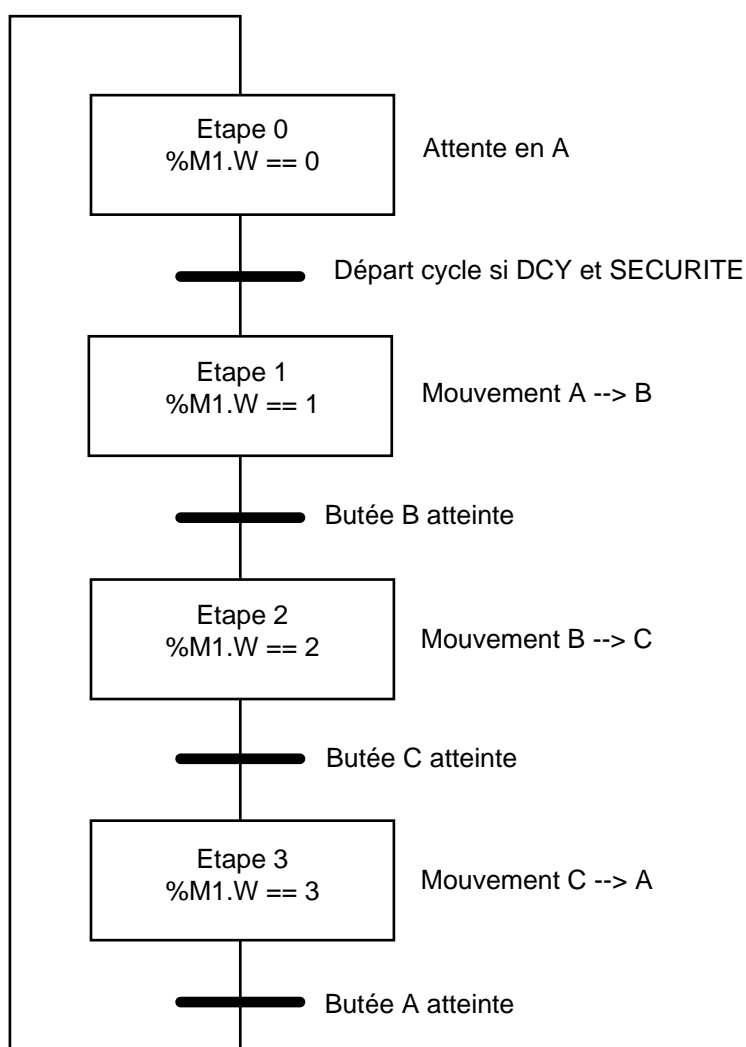 Etape 0
%M1.W == 0
Attente en A
Départ cycle si DCY et SECURITE
Etape 1
%M1.W == 1
Mouvement A --> B
Butée B atteinte
Etape 2
%M1.W == 2
Mouvement B --> C
Butée C atteinte
Etape 3
%M1.W == 3
Mouvement C --> A
Butée A atteinte